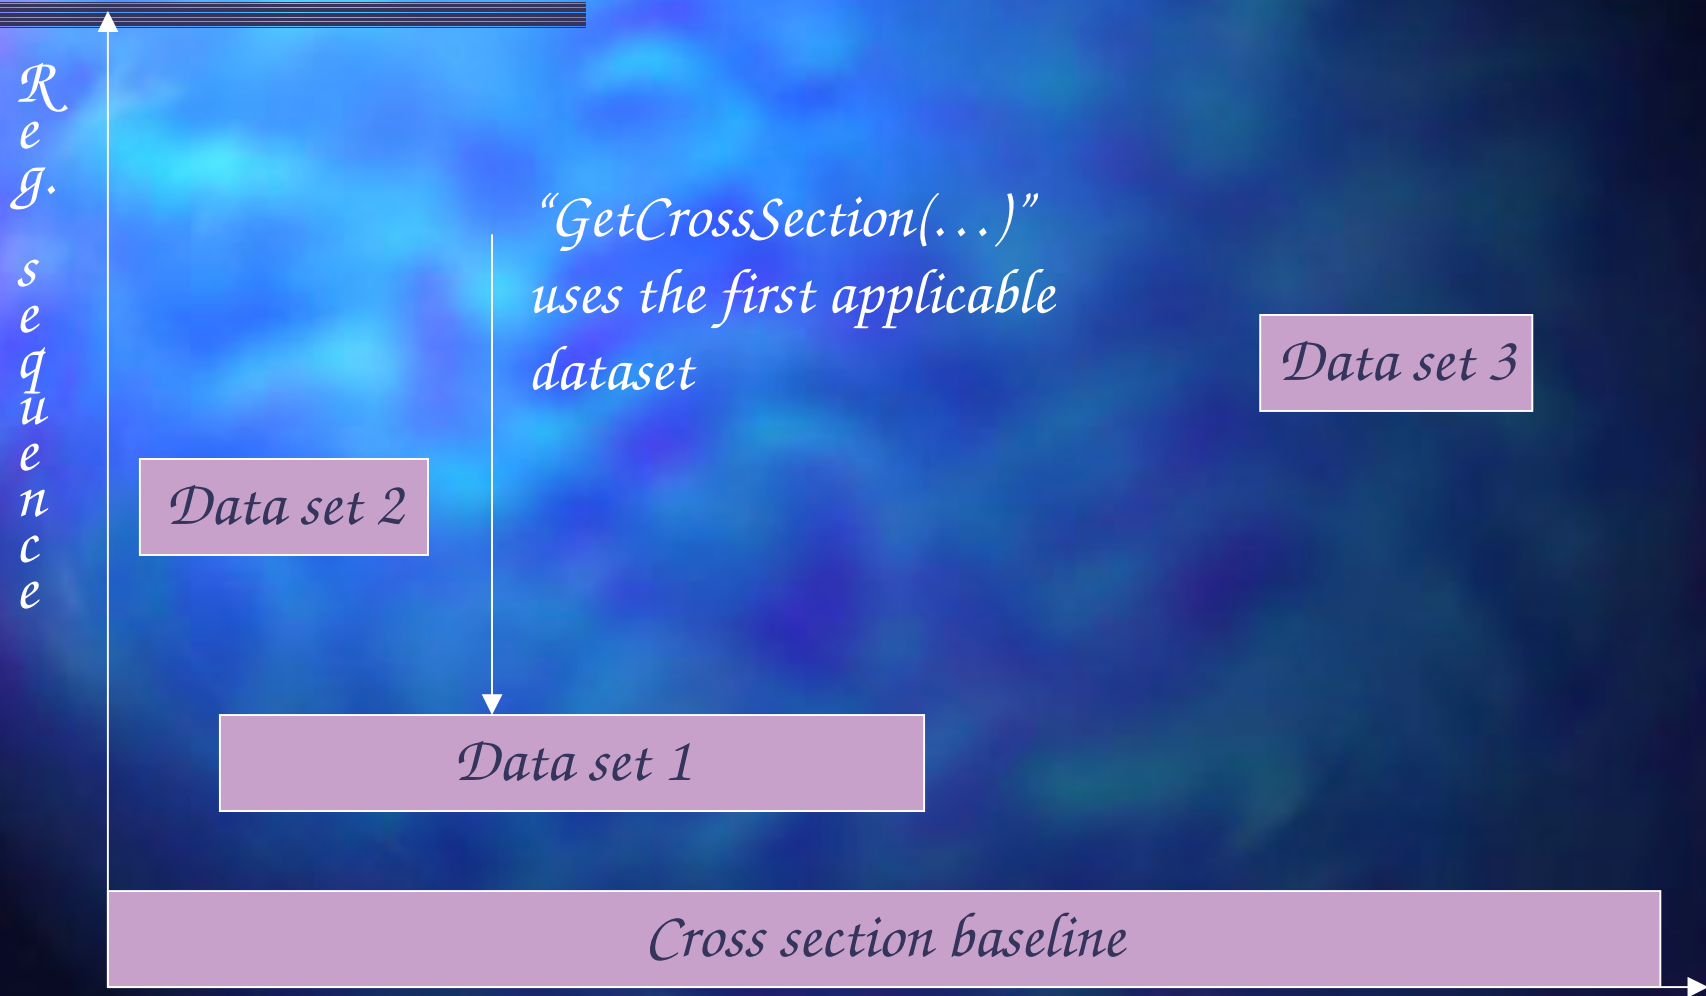 Reg. sequence
“GetCrossSection(…)”
uses the first applicable
dataset
Data set 3
Data set 2
Data set 1
Cross section baseline